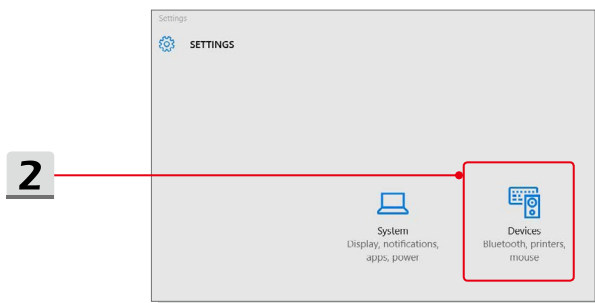 Settings
SETTINGS
2
System
Display, notifications,
apps, power
Devices
Bluetooth, printers,
mouse